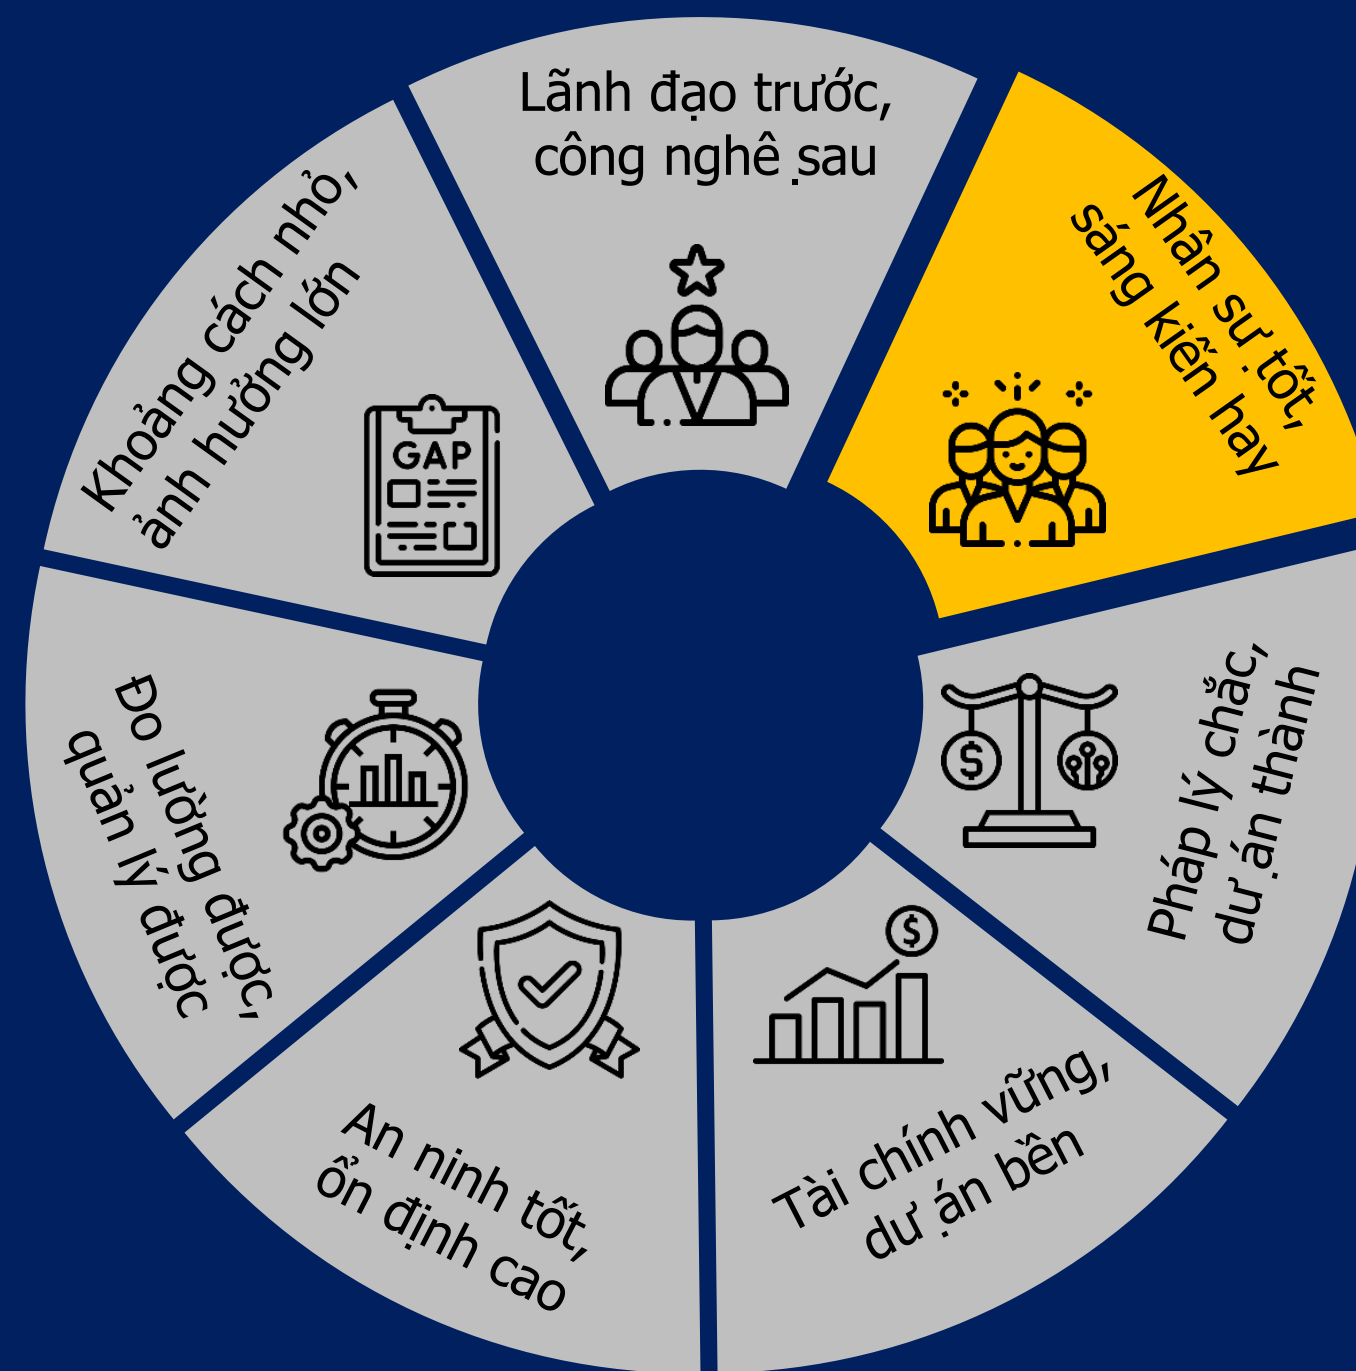 Lãnh đạo trước,
công nghệ sau
Nhân sự tốt,
sáng kiến hay
Pháp lý chắc,
dự án thành
Tài chính vững,
dự án bền
An ninh tốt,
ổn định cao
Đo lường được,
quản lý được
Khoảng cách nhỏ,
ảnh hưởng lớn
GAP
$
$